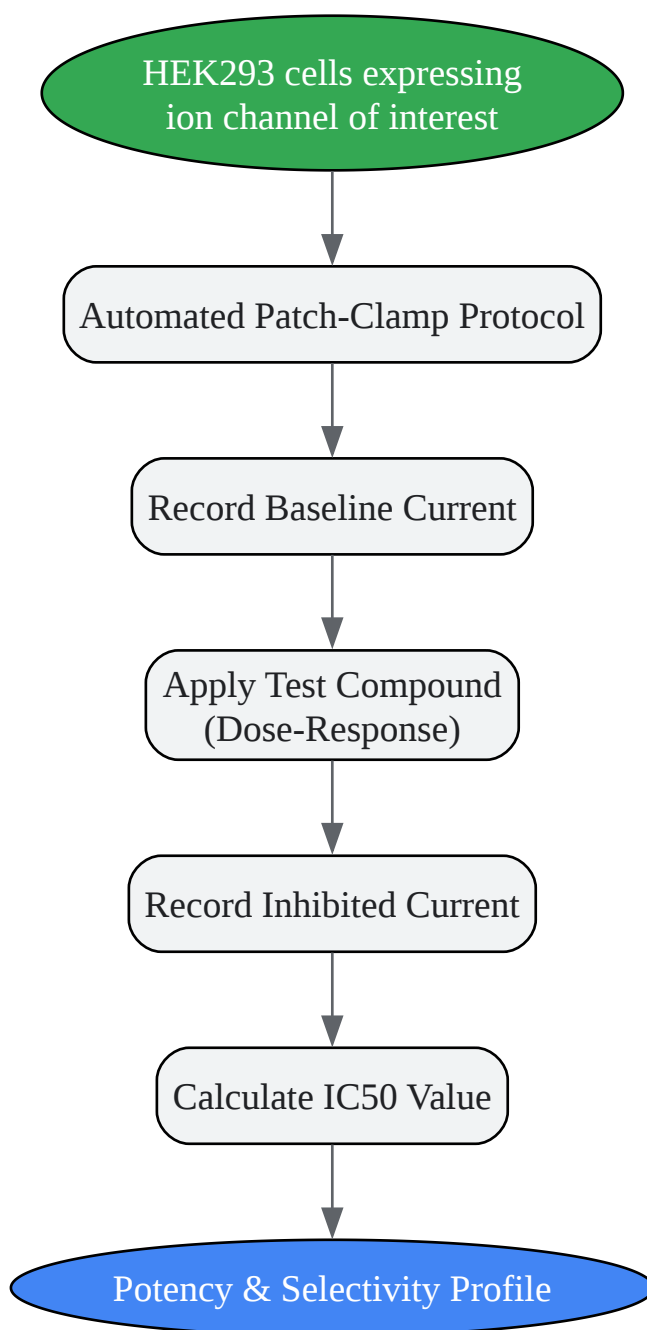 HEK293 cells expressing
ion channel of interest
Automated Patch-Clamp Protocol
Record Baseline Current
Apply Test Compound
(Dose-Response)
Record Inhibited Current
Calculate IC50 Value
Potency & Selectivity Profile